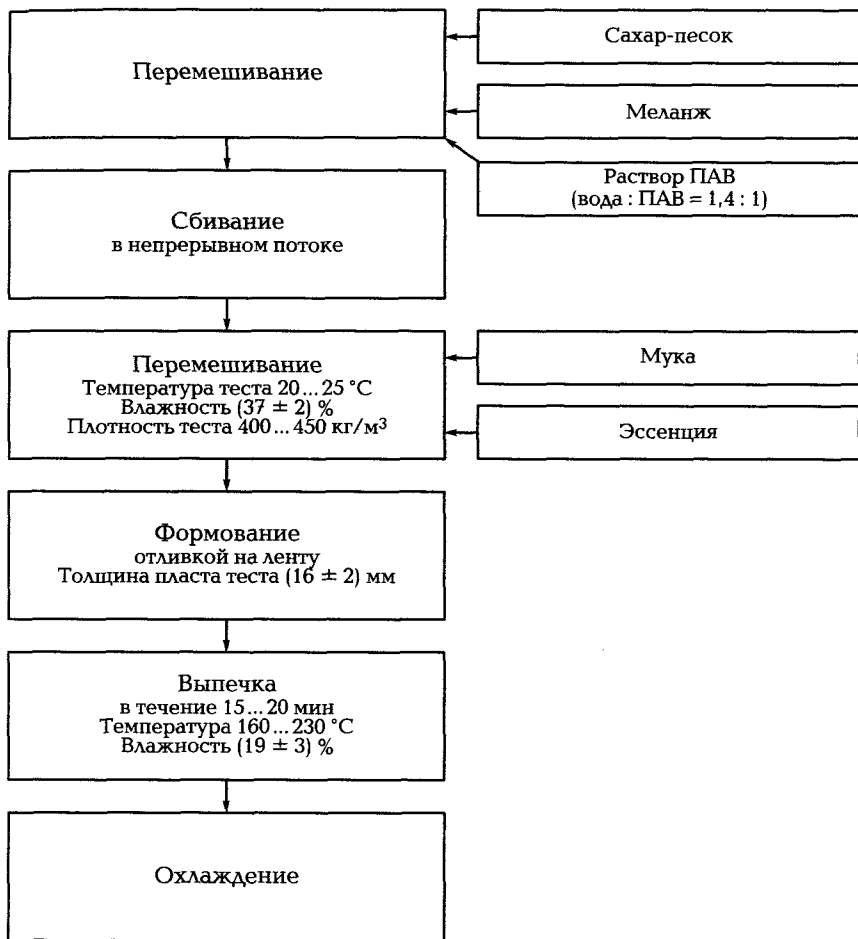 Перемешивание
Сахар-песок
Меланж
Раствор ПАВ
(вода : ПАВ = 1,4 : 1)
Сбивание
в непрерывном потоке
Перемешивание
Температура теста 20...25 °С
Влажность (37 ± 2) %
Плотность теста 400...450 кг/м³
Мука
Эссенция
Формование
отливкой на ленту
Толщина пласта теста (16 ± 2) мм
Выпечка
в течение 15...20 мин
Температура 160...230 °С
Влажность (19 ± 3) %
Охлаждение